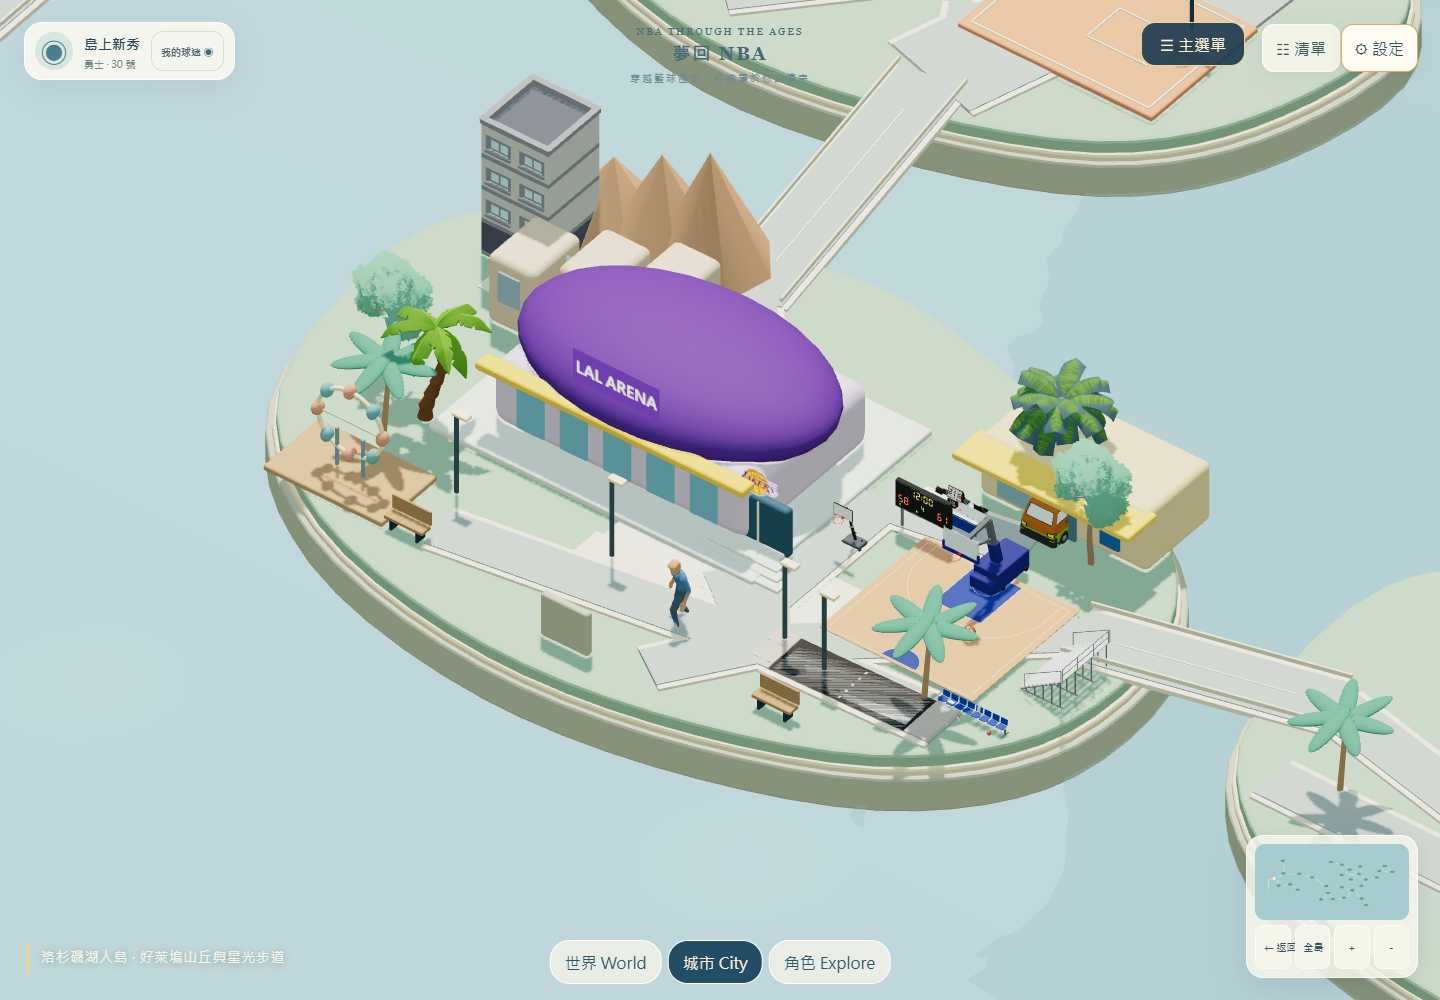 島上新秀
勇士 · 30 號
我的球迷 ◉
NBA THROUGH THE AGES
夢回 NBA
☰ 主選單
☷ 清單
⚙ 設定
LAL ARENA
LAKERS
12:00
58
4
61
洛杉磯湖人島 · 好萊塢山丘與星光步道
世界 World
城市 City
角色 Explore
← 返回
全島
+
-